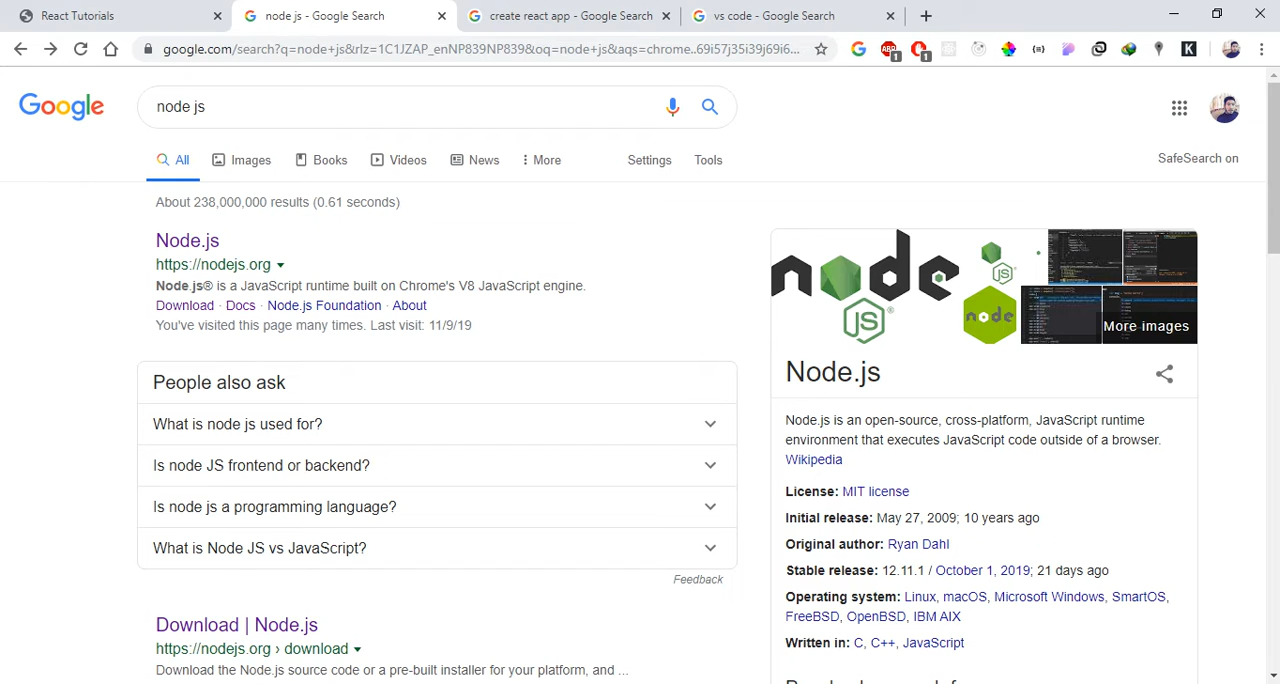 React Tutorials
node js - Google Search
create react app - Google Search
vs code - Google Search
google.com/search?q=node+js&rlz=1C1JZAP_enNP839NP839&oq=node+js&aqs=chrome..69i57j35i39j69i6...
ABP
1
1
K
Google
node js
All
Images
Books
Videos
News
More
Settings
Tools
SafeSearch on
About 238,000,000 results (0.61 seconds)
Node.js
https://nodejs.org
Node.js® is a JavaScript runtime built on Chrome's V8 JavaScript engine.
Download · Docs · Node.js Foundation · About
You've visited this page many times. Last visit: 11/9/19
People also ask
What is node js used for?
Is node JS frontend or backend?
Is node js a programming language?
What is Node JS vs JavaScript?
Feedback
Download | Node.js
https://nodejs.org › download
Download the Node.js source code or a pre-built installer for your platform, and ...
node
JS
JS
node
More images
Node.js
Node.js is an open-source, cross-platform, JavaScript runtime
environment that executes JavaScript code outside of a browser.
Wikipedia
License: MIT license
Initial release: May 27, 2009; 10 years ago
Original author: Ryan Dahl
Stable release: 12.11.1 / October 1, 2019; 21 days ago
Operating system: Linux, macOS, Microsoft Windows, SmartOS,
FreeBSD, OpenBSD, IBM AIX
Written in: C, C++, JavaScript